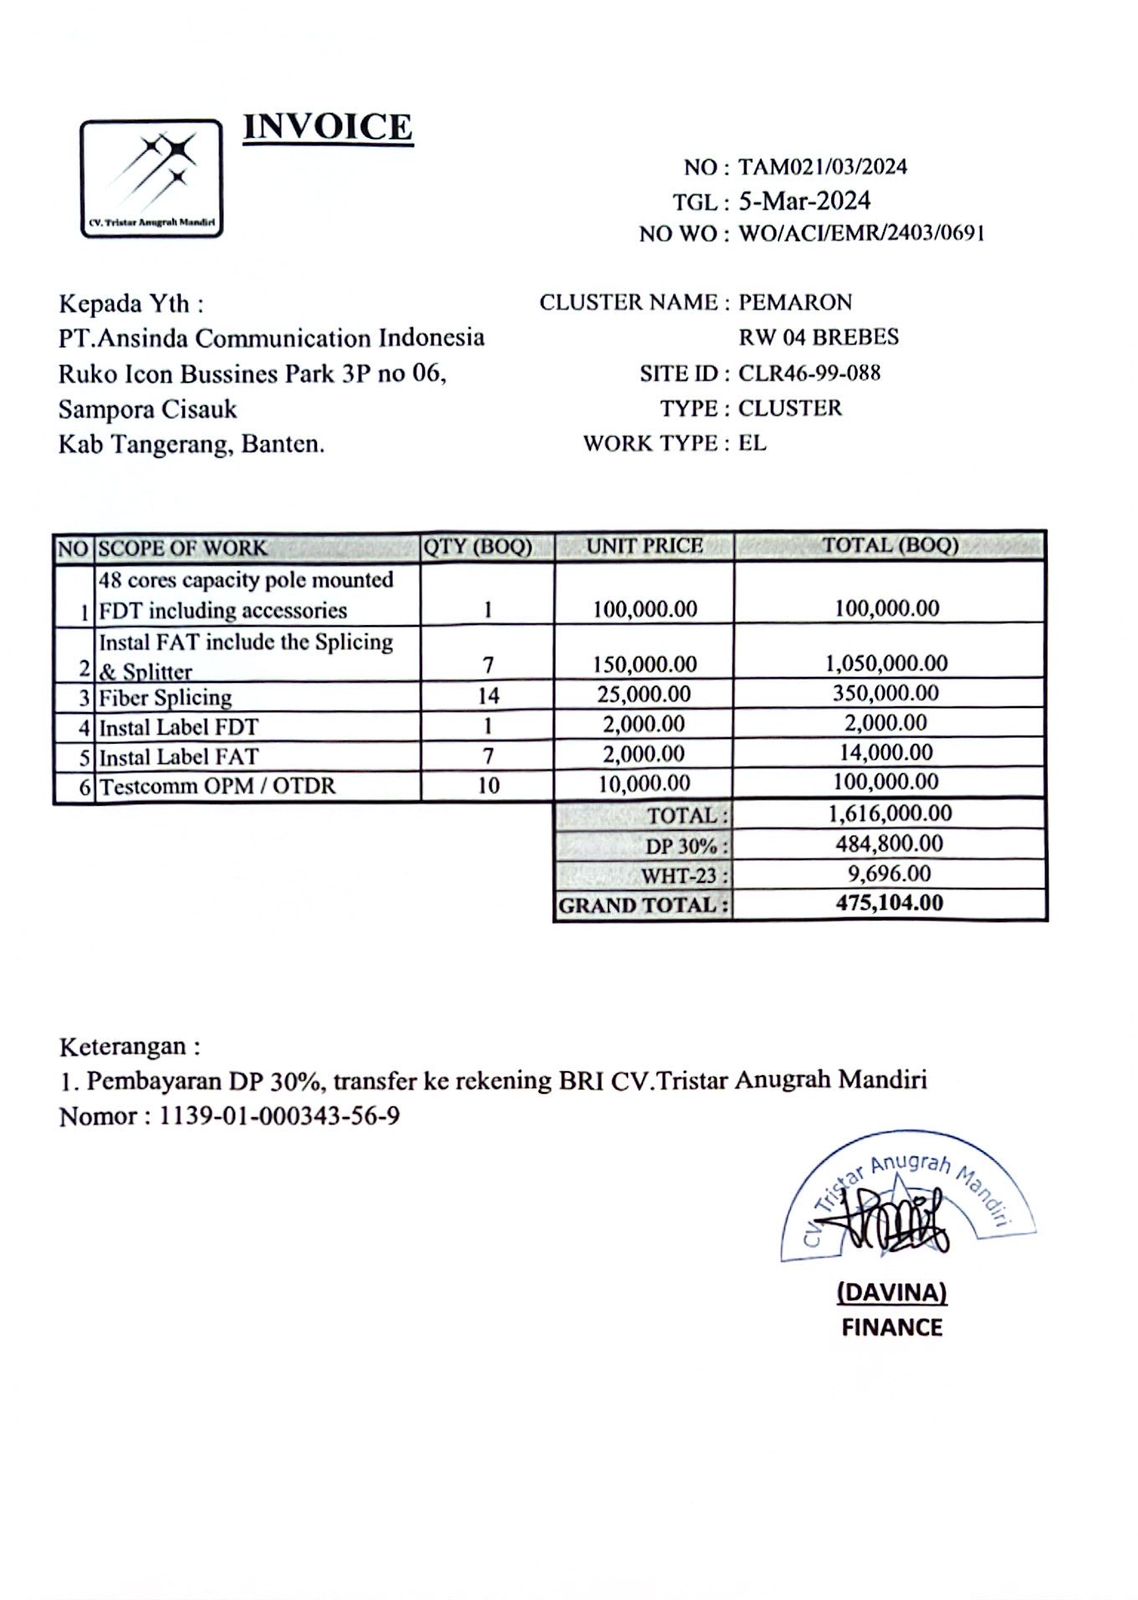 INVOICE
CV. Tristar Anugrah Mandiri
NO : TAM021/03/2024
TGL : 5-Mar-2024
NO WO : WO/ACI/EMR/2403/0691
Kepada Yth :
PT.Ansinda Communication Indonesia
Ruko Icon Bussines Park 3P no 06,
Sampora Cisauk
Kab Tangerang, Banten.
CLUSTER NAME : PEMARON
RW 04 BREBES
SITE ID : CLR46-99-088
TYPE : CLUSTER
WORK TYPE : EL
NO SCOPE OF WORK QTY (BOQ) UNIT PRICE TOTAL (BOQ)
48 cores capacity pole mounted
1 FDT including accessories 1 100,000.00 100,000.00
Instal FAT include the Splicing
2 & Splitter 7 150,000.00 1,050,000.00
3 Fiber Splicing 14 25,000.00 350,000.00
4 Instal Label FDT 1 2,000.00 2,000.00
5 Instal Label FAT 7 2,000.00 14,000.00
6 Testcomm OPM / OTDR 10 10,000.00 100,000.00
TOTAL : 1,616,000.00
DP 30% : 484,800.00
WHT-23 : 9,696.00
GRAND TOTAL : 475,104.00
Keterangan :
1. Pembayaran DP 30%, transfer ke rekening BRI CV.Tristar Anugrah Mandiri
Nomor : 1139-01-000343-56-9
CV. Tristar Anugrah Mandiri
(DAVINA)
FINANCE